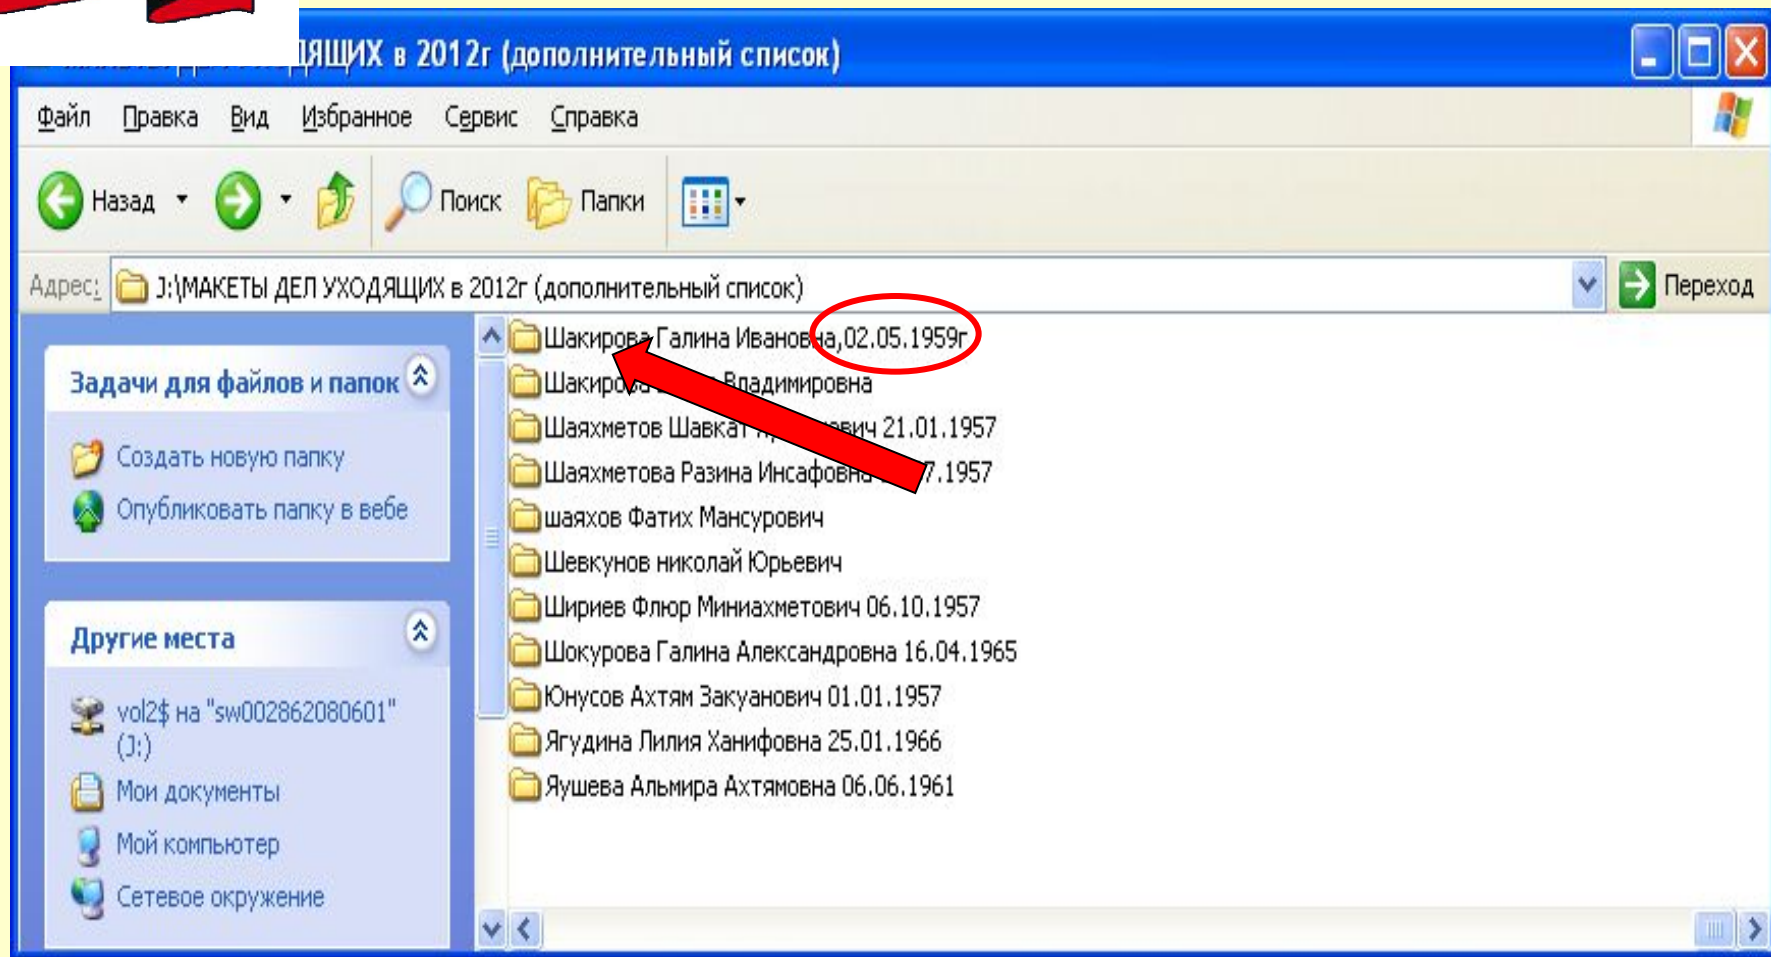 в 2012г (дополнительный список)
Файл Правка Вид Избранное Сервис Справка
Назад Поиск Папки
Адрес: J:\МАКЕТЫ ДЕЛ УХОДЯЩИХ в 2012г (дополнительный список) Переход
Задачи для файлов и папок
Создать новую папку
Опубликовать папку в вебе
Другие места
vol2$ на "sw002862080601"
(J:)
Мои документы
Мой компьютер
Сетевое окружение
Шакирова Галина Ивановна,02.05.1959г
Шакирова Владимировна
Шаяхметов Шавкат 21.01.1957
Шаяхметова Разина Инсафовна
шаяхов Фатих Мансурович
Шевкунов николай Юрьевич
Шириев Флюр Миниахметович 06.10.1957
Шокурова Галина Александровна 16.04.1965
Юнусов Ахтям Закуанович 01.01.1957
Ягудина Лилия Ханифовна 25.01.1966
Яушева Альмира Ахтямовна 06.06.1961